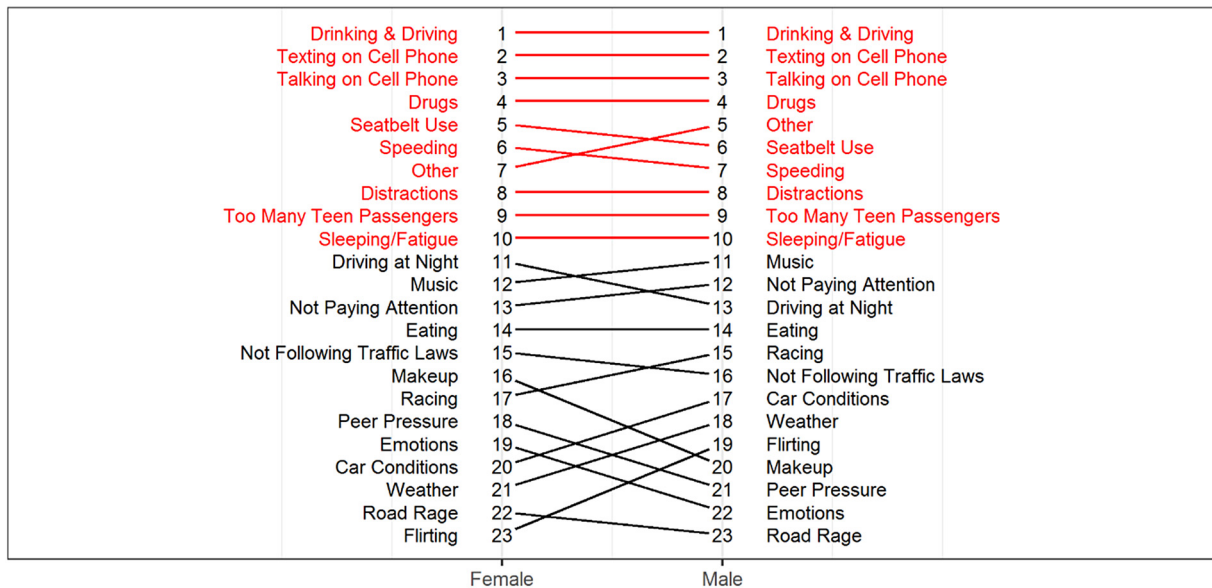 Drinking & Driving 1 1 Drinking & Driving
Texting on Cell Phone 2 2 Texting on Cell Phone
Talking on Cell Phone 3 3 Talking on Cell Phone
Drugs 4 4 Drugs
Seatbelt Use 5 5 Other
Speeding 6 6 Seatbelt Use
Other 7 7 Speeding
Distractions 8 8 Distractions
Too Many Teen Passengers 9 9 Too Many Teen Passengers
Sleeping/Fatigue 10 10 Sleeping/Fatigue
Driving at Night 11 11 Music
Music 12 12 Not Paying Attention
Not Paying Attention 13 13 Driving at Night
Eating 14 14 Eating
Not Following Traffic Laws 15 15 Racing
Makeup 16 16 Not Following Traffic Laws
Racing 17 17 Car Conditions
Peer Pressure 18 18 Weather
Emotions 19 19 Flirting
Car Conditions 20 20 Makeup
Weather 21 21 Peer Pressure
Road Rage 22 22 Emotions
Flirting 23 23 Road Rage
Female Male